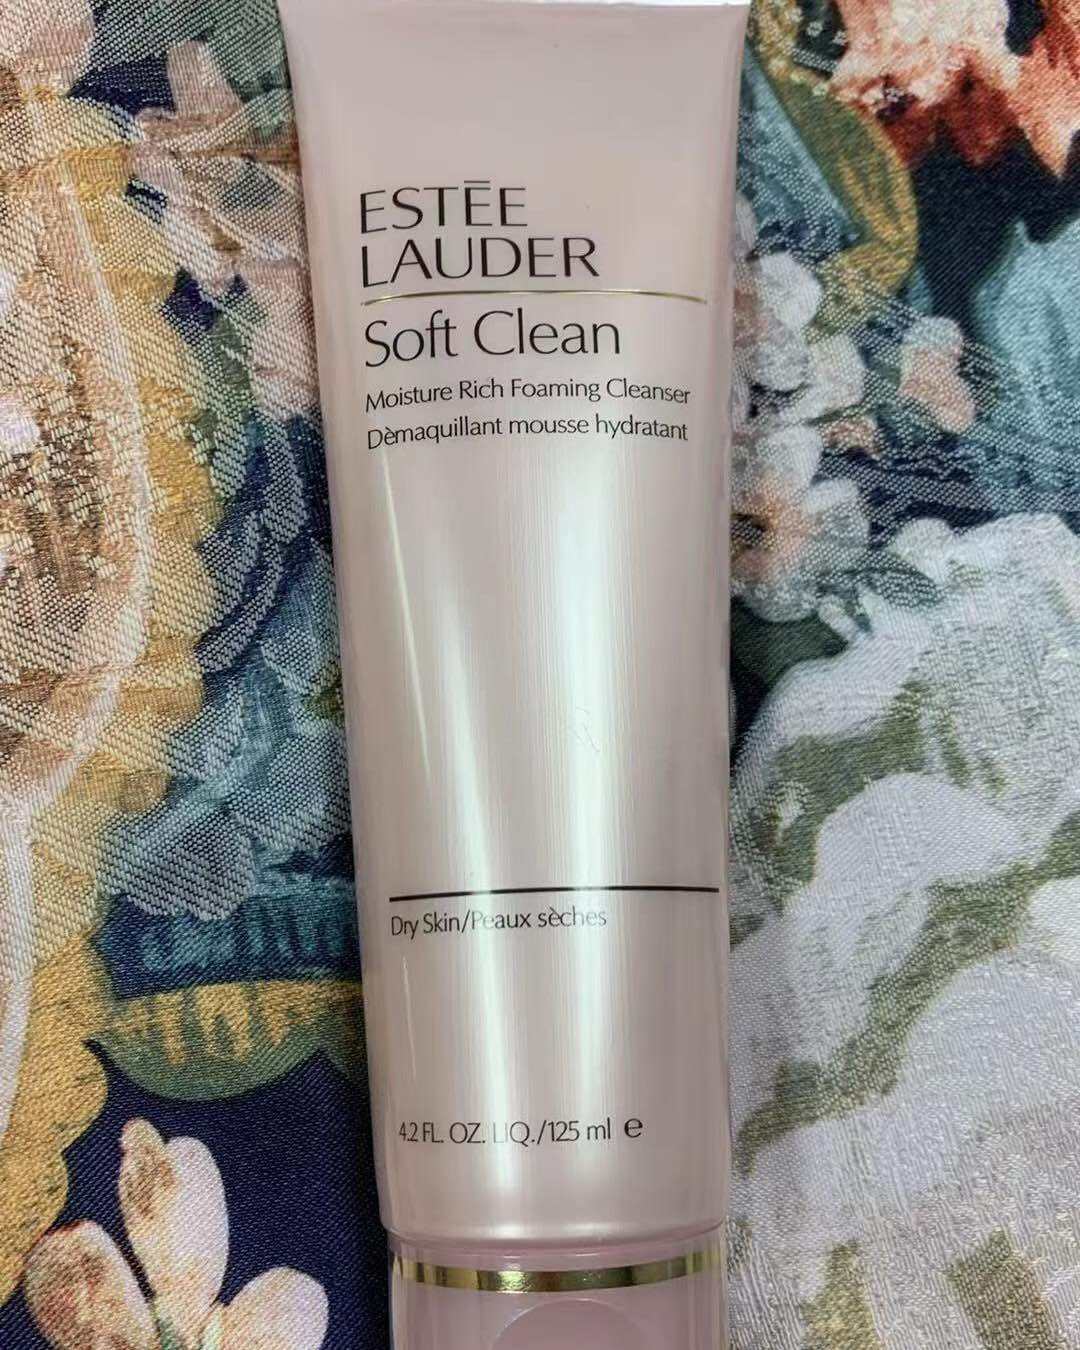 ESTĒE
LAUDER
Soft Clean
Moisture Rich Foaming Cleanser
Dèmaquillant mousse hydratant
Dry Skin/Peaux sèches
4.2 FL. OZ. LIQ./125 ml e